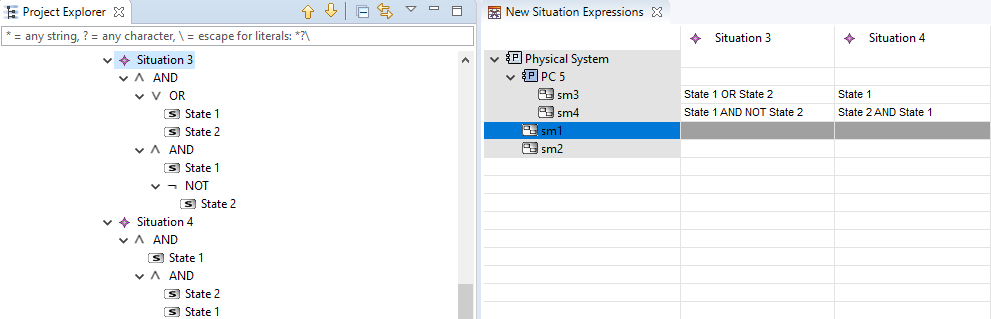 Project Explorer
* = any string, ? = any character, \ = escape for literals: *?\
Situation 3
AND
OR
State 1
State 2
AND
State 1
¬ NOT
State 2
Situation 4
AND
State 1
AND
State 2
State 1
New Situation Expressions
Situation 3 Situation 4
Physical System
PC 5
sm3 State 1 OR State 2 State 1
sm4 State 1 AND NOT State 2 State 2 AND State 1
sm1
sm2